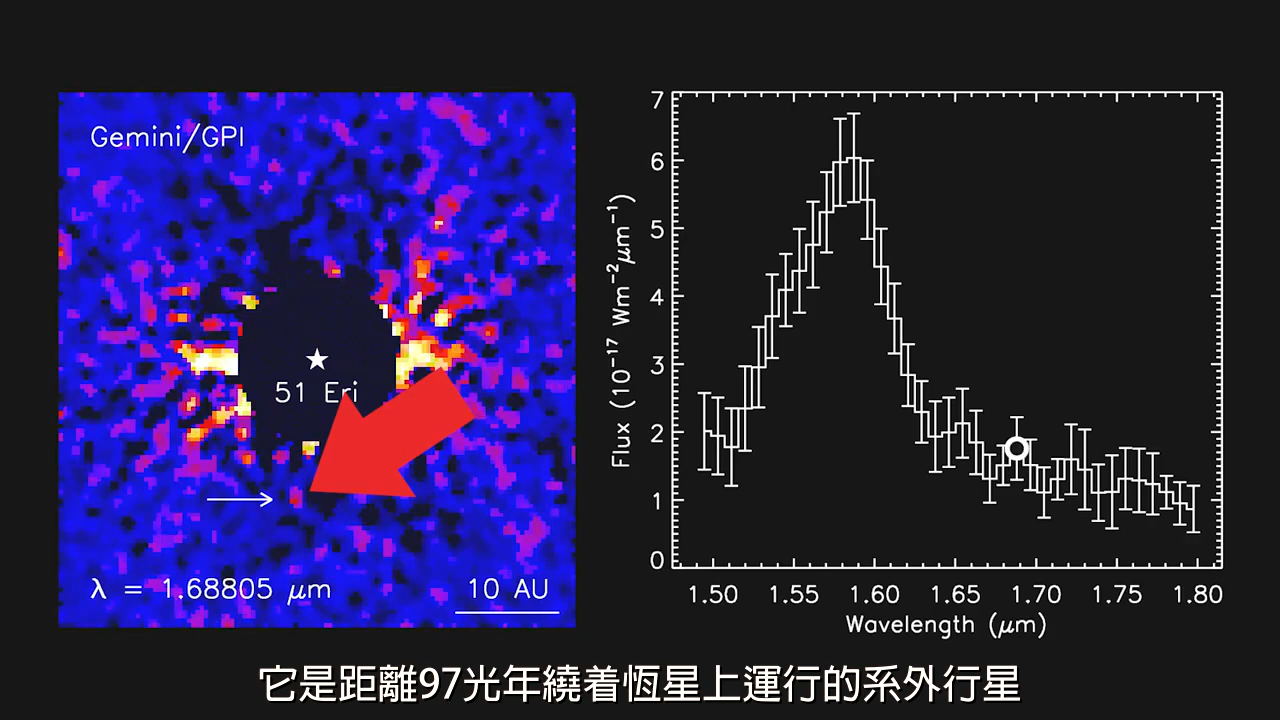 Gemini/GPI
51 Eri
λ = 1.68805 μm
10 AU
7
6
5
4
3
2
1
0
Flux (10⁻¹⁷ Wm⁻²μm⁻¹)
1.50 1.55 1.60 1.65 1.70 1.75 1.80
Wavelength (μm)
它是距離97光年繞着恆星上運行的系外行星